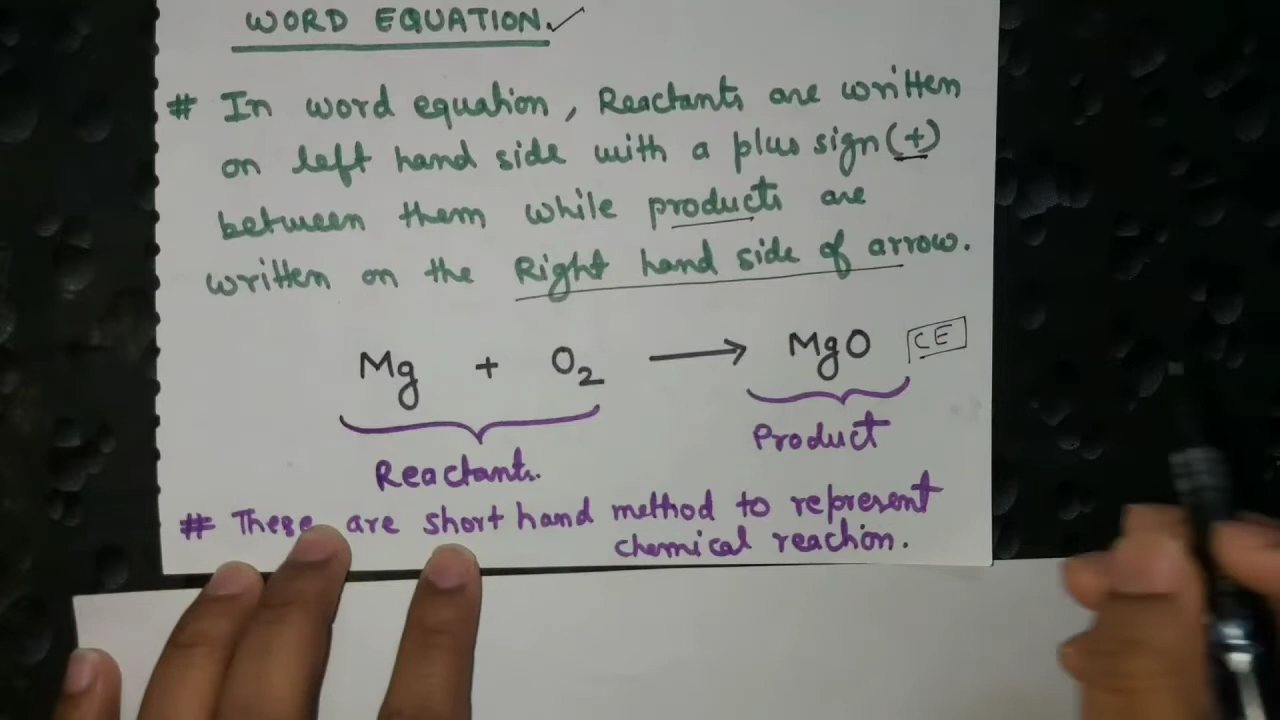 WORD EQUATION.
# In word equation, Reactants are written
on left hand side with a plus sign (+)
between them while products are
written on the Right hand side of arrow.
Mg + O₂ → MgO CE
Reactants. Product
# These are short hand method to represent
chemical reaction.